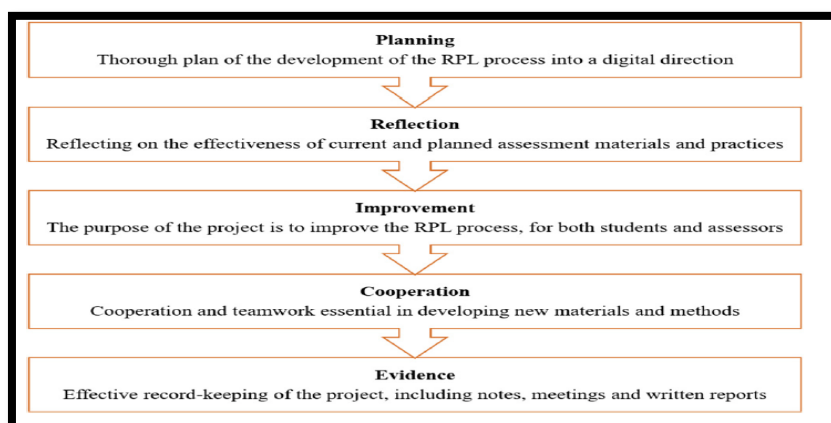 Planning
Thorough plan of the development of the RPL process into a digital direction
Reflection
Reflecting on the effectiveness of current and planned assessment materials and practices
Improvement
The purpose of the project is to improve the RPL process, for both students and assessors
Cooperation
Cooperation and teamwork essential in developing new materials and methods
Evidence
Effective record-keeping of the project, including notes, meetings and written reports